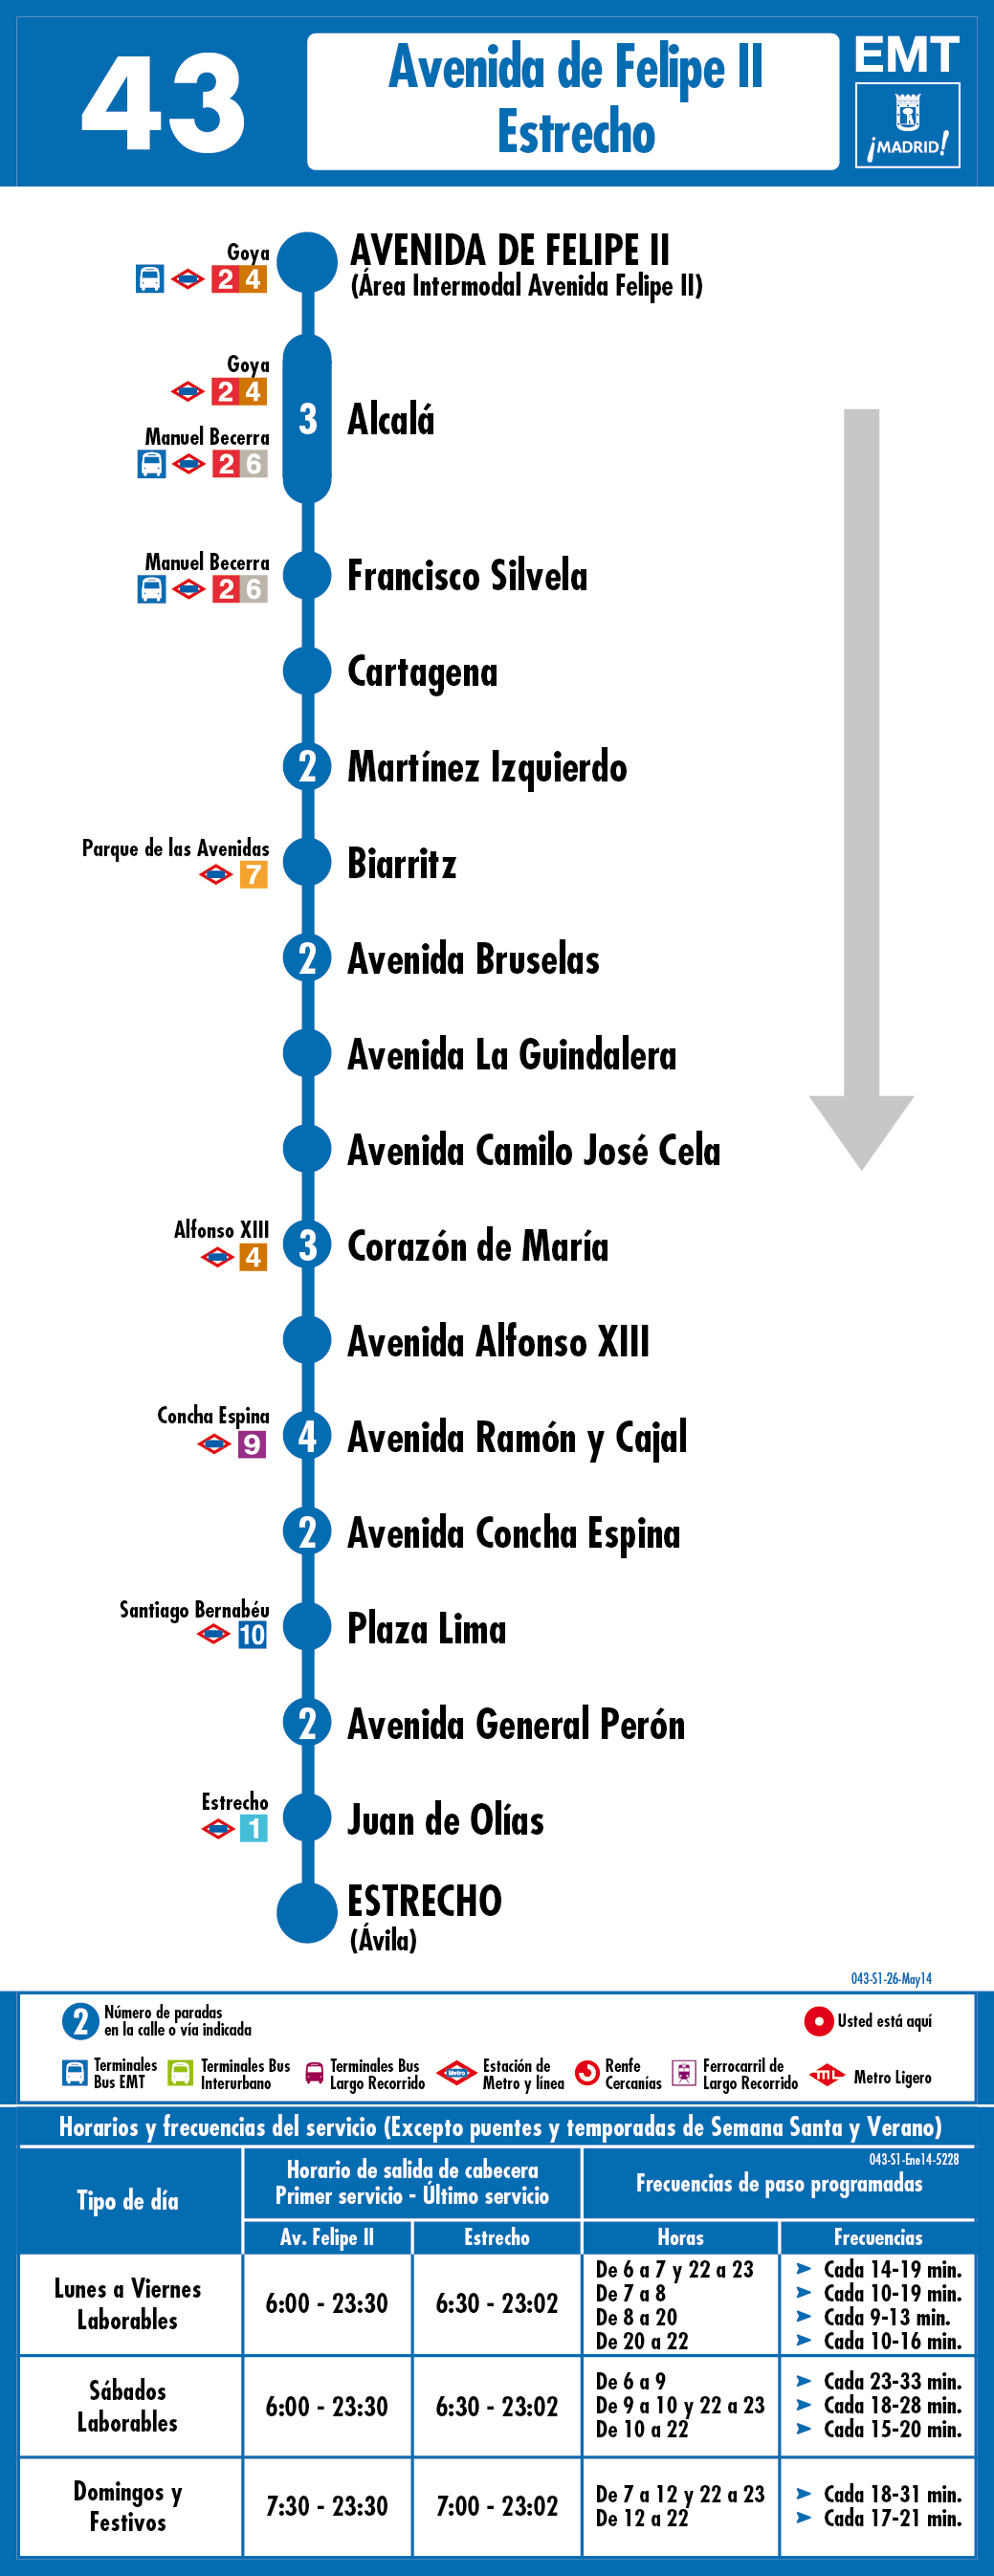 43
Avenida de Felipe II
Estrecho
EMT
¡MADRID!
Goya
2 4
AVENIDA DE FELIPE II
(Área Intermodal Avenida Felipe II)
Goya
2 4
3
Alcalá
Manuel Becerra
2 6
Manuel Becerra
2 6
Francisco Silvela
Cartagena
2
Martínez Izquierdo
Parque de las Avenidas
7
Biarritz
2
Avenida Bruselas
Avenida La Guindalera
Avenida Camilo José Cela
Alfonso XIII
4
3
Corazón de María
Avenida Alfonso XIII
Concha Espina
9
4
Avenida Ramón y Cajal
2
Avenida Concha Espina
Santiago Bernabéu
10
Plaza Lima
2
Avenida General Perón
Estrecho
1
Juan de Olías
ESTRECHO
(Ávila)
043-S1-26-May14
2
Número de paradas
en la calle o vía indicada
Usted está aquí
Terminales
Bus EMT
Terminales Bus
Interurbano
Terminales Bus
Largo Recorrido
Metro
Estación de
Metro y línea
Renfe
Cercanías
Ferrocarril de
Largo Recorrido
ML
Metro Ligero
Horarios y frecuencias del servicio (Excepto puentes y temporadas de Semana Santa y Verano)
043-S1-Ene14-5228
Tipo de día
Horario de salida de cabecera
Primer servicio - Último servicio
Frecuencias de paso programadas
Av. Felipe II
Estrecho
Horas
Frecuencias
Lunes a Viernes
Laborables
6:00 - 23:30
6:30 - 23:02
De 6 a 7 y 22 a 23 ➤ Cada 14-19 min.
De 7 a 8 ➤ Cada 10-19 min.
De 8 a 20 ➤ Cada 9-13 min.
De 20 a 22 ➤ Cada 10-16 min.
Sábados
Laborables
6:00 - 23:30
6:30 - 23:02
De 6 a 9 ➤ Cada 23-33 min.
De 9 a 10 y 22 a 23 ➤ Cada 18-28 min.
De 10 a 22 ➤ Cada 15-20 min.
Domingos y
Festivos
7:30 - 23:30
7:00 - 23:02
De 7 a 12 y 22 a 23 ➤ Cada 18-31 min.
De 12 a 22 ➤ Cada 17-21 min.